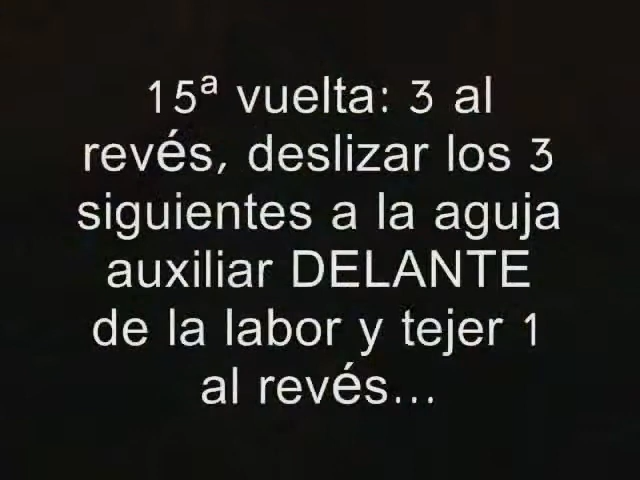 15ª vuelta: 3 al
revés, deslizar los 3
siguientes a la aguja
auxiliar DELANTE
de la labor y tejer 1
al revés...